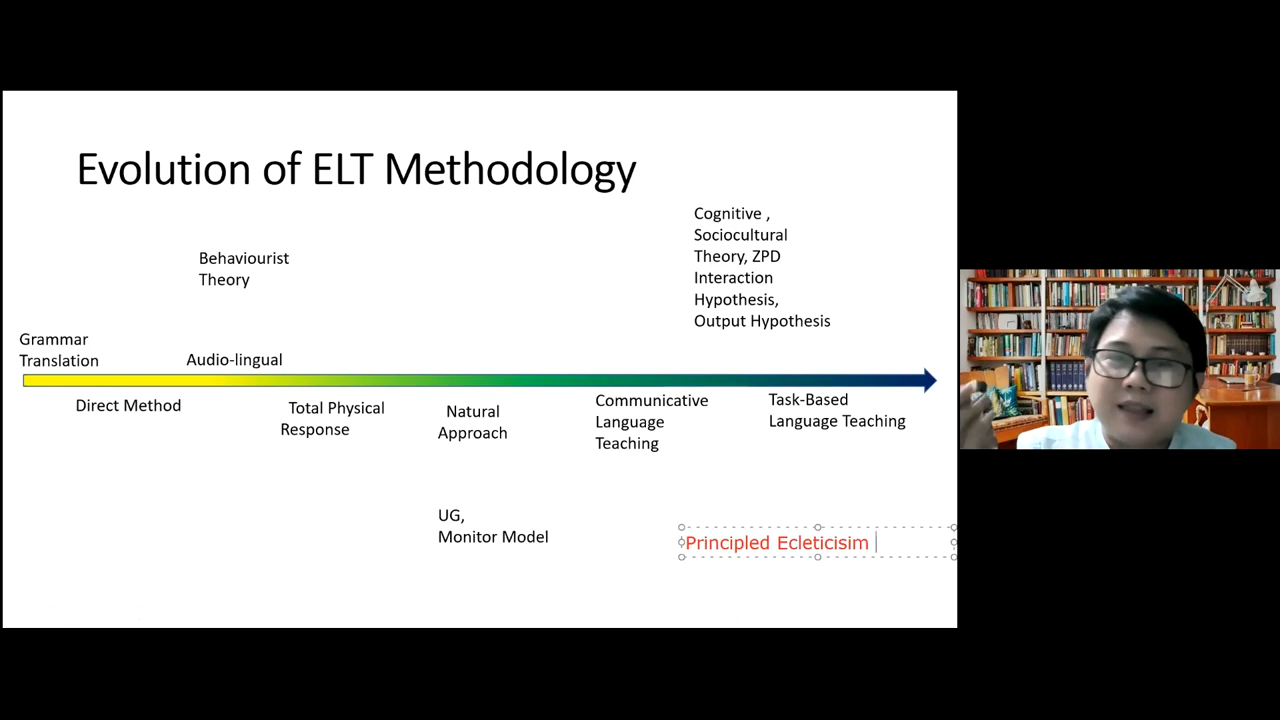 Evolution of ELT Methodology
Cognitive ,
Sociocultural
Theory, ZPD
Interaction
Hypothesis,
Output Hypothesis
Behaviourist
Theory
Grammar
Translation
Audio-lingual
Direct Method
Total Physical
Response
Natural
Approach
Communicative
Language
Teaching
Task-Based
Language Teaching
UG,
Monitor Model
Principled Ecleticisim